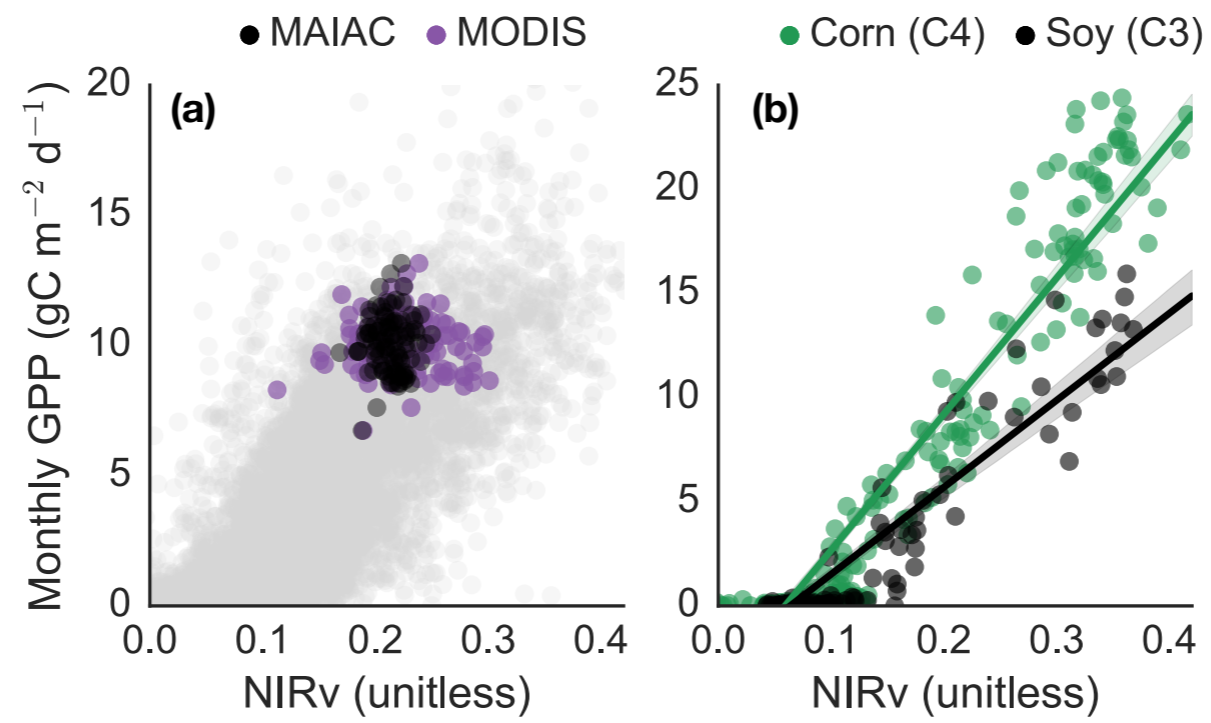 MAIAC MODIS
Corn (C4) Soy (C3)
Monthly GPP (gC m⁻² d⁻¹)
(a)
20
15
10
5
0
0.0 0.1 0.2 0.3 0.4
NIRv (unitless)
(b)
25
20
15
10
5
0
0.0 0.1 0.2 0.3 0.4
NIRv (unitless)